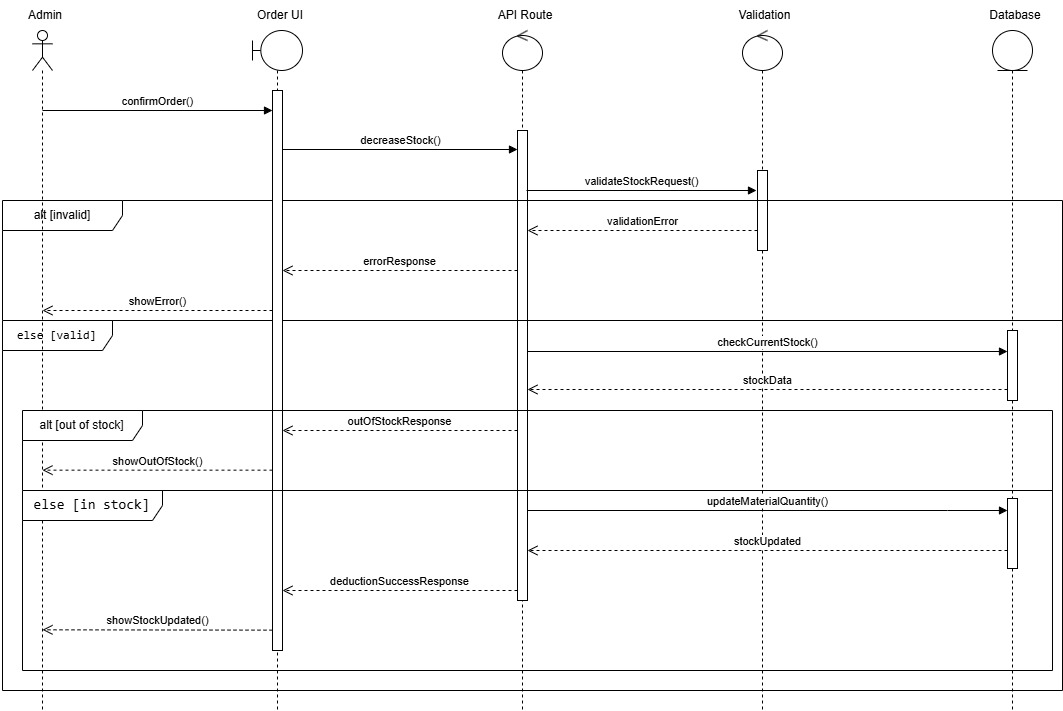 Admin
Order UI
API Route
Validation
Database
confirmOrder()
decreaseStock()
validateStockRequest()
alt [invalid]
validationError
errorResponse
showError()
else [valid]
checkCurrentStock()
stockData
alt [out of stock]
outOfStockResponse
showOutOfStock()
else [in stock]
updateMaterialQuantity()
stockUpdated
deductionSuccessResponse
showStockUpdated()